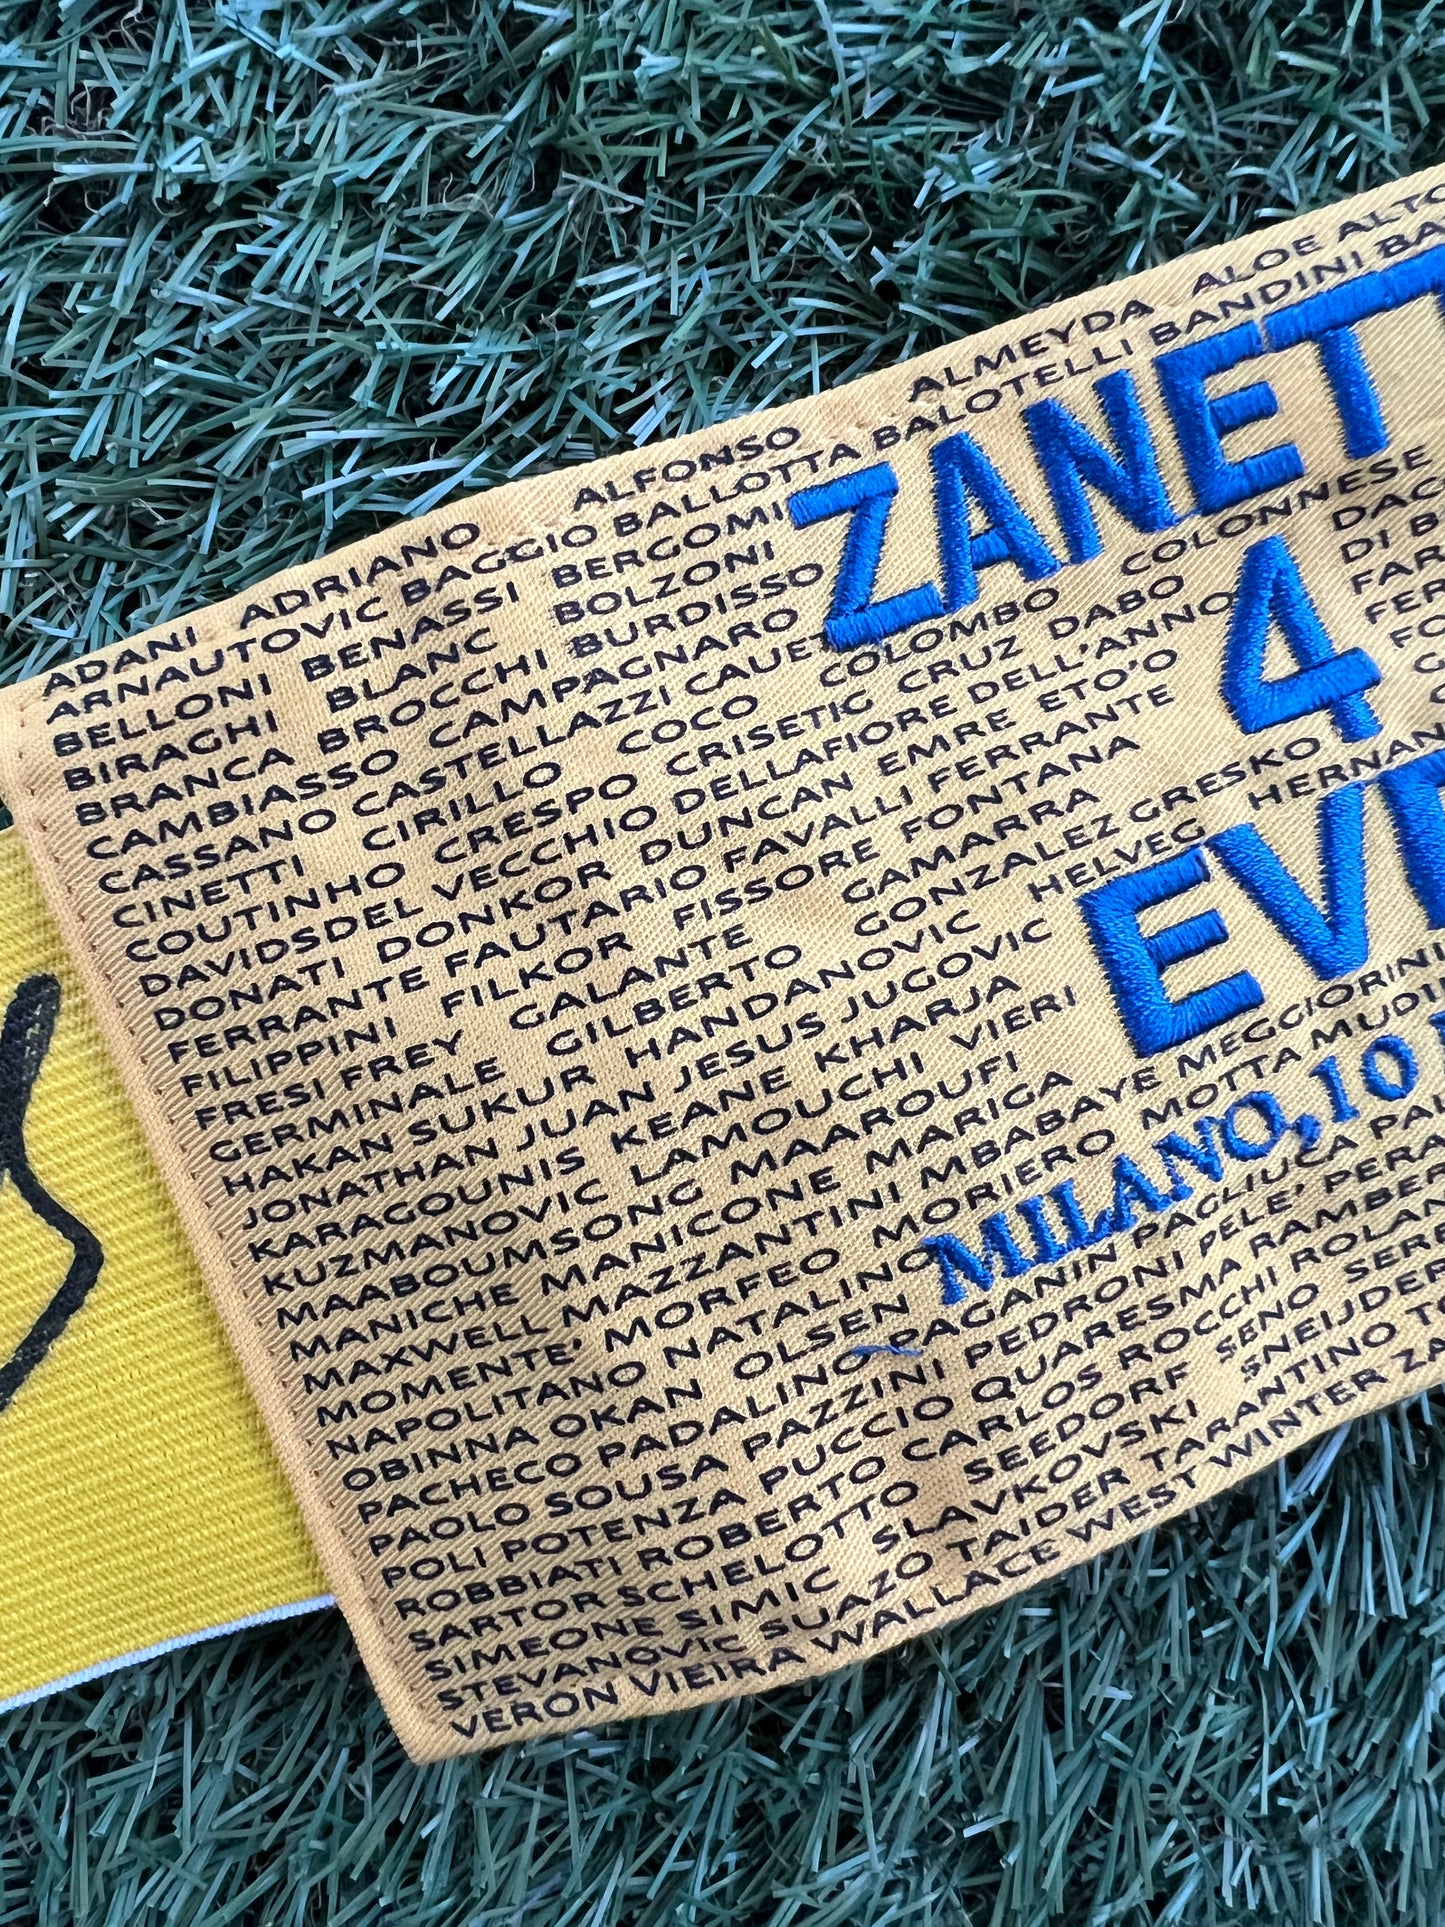 ADANI ADRIANO ALFONSO ALMEYDA ALOE
ARNAUTOVIC BAGGIO BALLOTTA BALOTELLI BANDINI
BELLONI BENASSI BERGOMI
BIRAGHI BLANC BOLZONI
BRANCA BROCCHI BURDISSO
CAMBIASSO CAMPAGNARO
CASSANO CASTELLAZZI CAUET
CINETTI CIRILLO COCO COLOMBO COLONNESE
COUTINHO CRESPO CRISETIC CRUZ DABO
DAVIDSDEL VECCHIO DELLAFIORE DELL'ANNO
DONATI DONKOR DUNCAN EMRE ETO'O
FERRANTE FAUTARIO FAVALLI FERRANTE
FILIPPINI FILKOR FISSORE FONTANA
FRESI FREY GALANTE GAMARRA
GERMINALE GILBERTO GONZALEZ GRESKO
HAKAN SUKUR HANDANOVIC HELVEG
JONATHAN JUAN JESUS JUGOVIC
KARAGOUNIS KEANE KHARJA
KUZMANOVIC LAMOUCHI VIERI
MAABOUMSONG MAAROUFI
MANICHE MANICONE MARIGA
MAXWELL MAZZANTINI MBABAYE MEGGIORINI
MOMENTE' MORFEO MORIERO MOTTA
NAPOLITANO NATALINO
OBINNA OKAN OLSEN
PACHECO PADALINO PAGANIN PAGLIUCA
PAOLO SOUSA PAZZINI PEDRONI PELE'
POLI POTENZA PUCCIO QUARESMA
ROBBIATI ROBERTO CARLOS ROCCHI
SARTOR SCHELOTTO SEEDORF SENO
SIMEONE SIMIC SLAVKOVSKI SNEIJDER
STEVANOVIC SUAZO TAIDER TARANTINO
VERON VIEIRA WALLACE WEST WINTER
4
MILANO, 10